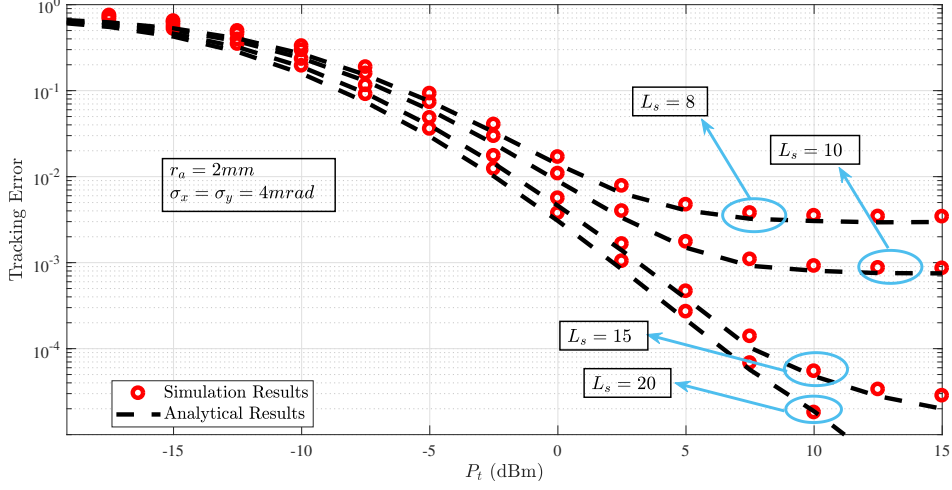 10^0
10^-1
10^-2
10^-3
10^-4
Tracking Error
L_s = 8
L_s = 10
r_a = 2mm
σ_x = σ_y = 4mrad
L_s = 15
L_s = 20
Simulation Results
Analytical Results
-15 -10 -5 0 5 10 15
P_t (dBm)